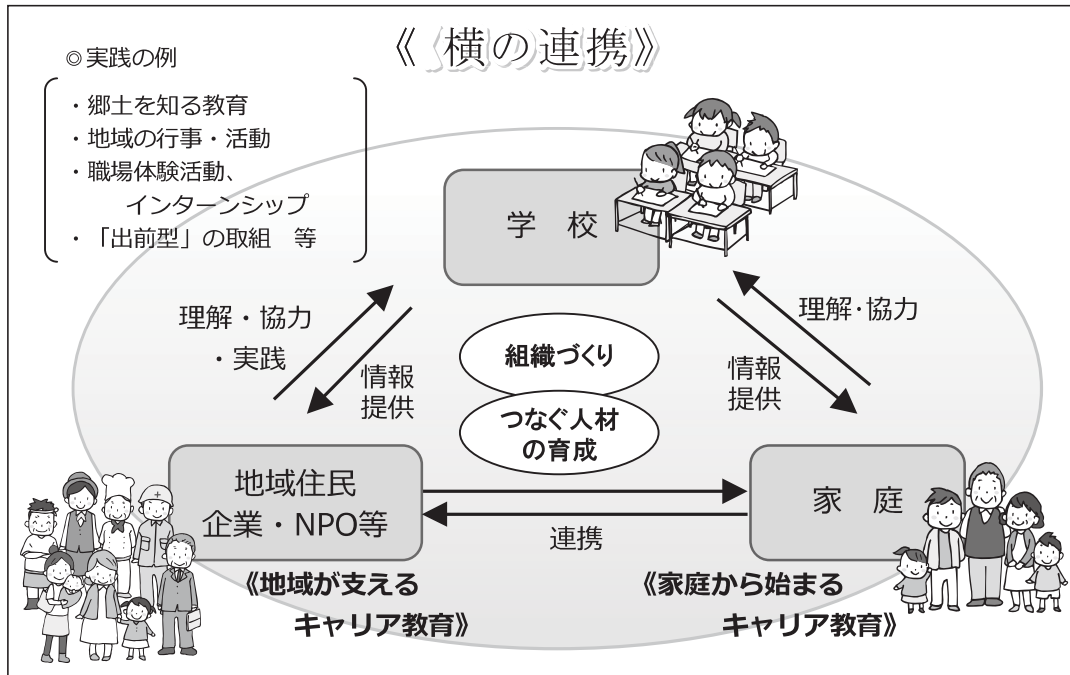 《 横の連携》
◎実践の例
・郷土を知る教育
・地域の行事・活動
・職場体験活動、
インターンシップ
・「出前型」の取組　等
学　校
理解・協力
・実践
情報
提供
組織づくり
つなぐ人材
の育成
理解・協力
情報
提供
地域住民
企業・NPO等
連携
家　庭
《地域が支える
キャリア教育》
《家庭から始まる
キャリア教育》